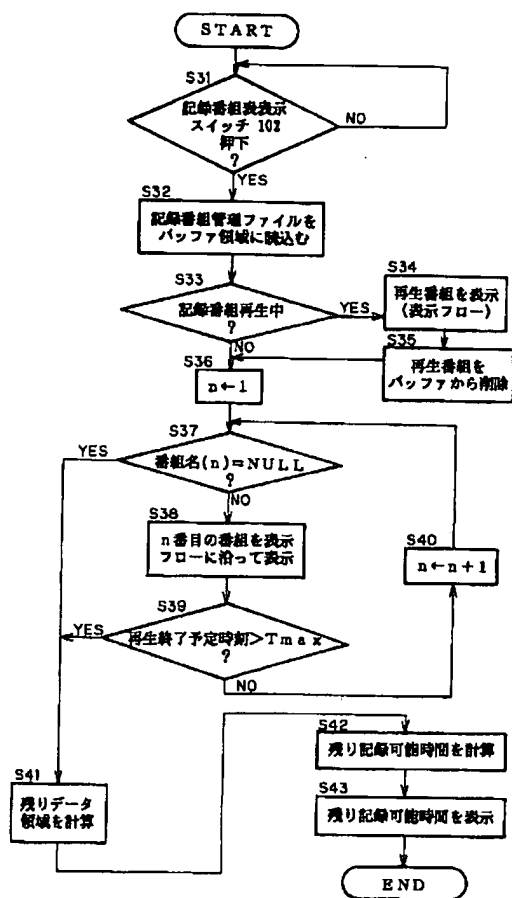 START
S31
記録番組表表示
スイッチ 102
押下
?
NO
YES
S32
記録番組管理ファイルを
バッファ領域に読込む
S33
記録番組再生中
?
YES
NO
S34
再生番組を表示
(表示フロー)
S35
再生番組を
バッファから削除
S36
n←1
S37
番組名(n)=NULL
?
YES
NO
S38
n番目の番組を表示
フローに沿って表示
S39
再生終了予定時刻>Tmax
?
YES
NO
S40
n←n+1
S41
残りデータ
領域を計算
S42
残り記録可能時間を計算
S43
残り記録可能時間を表示
END